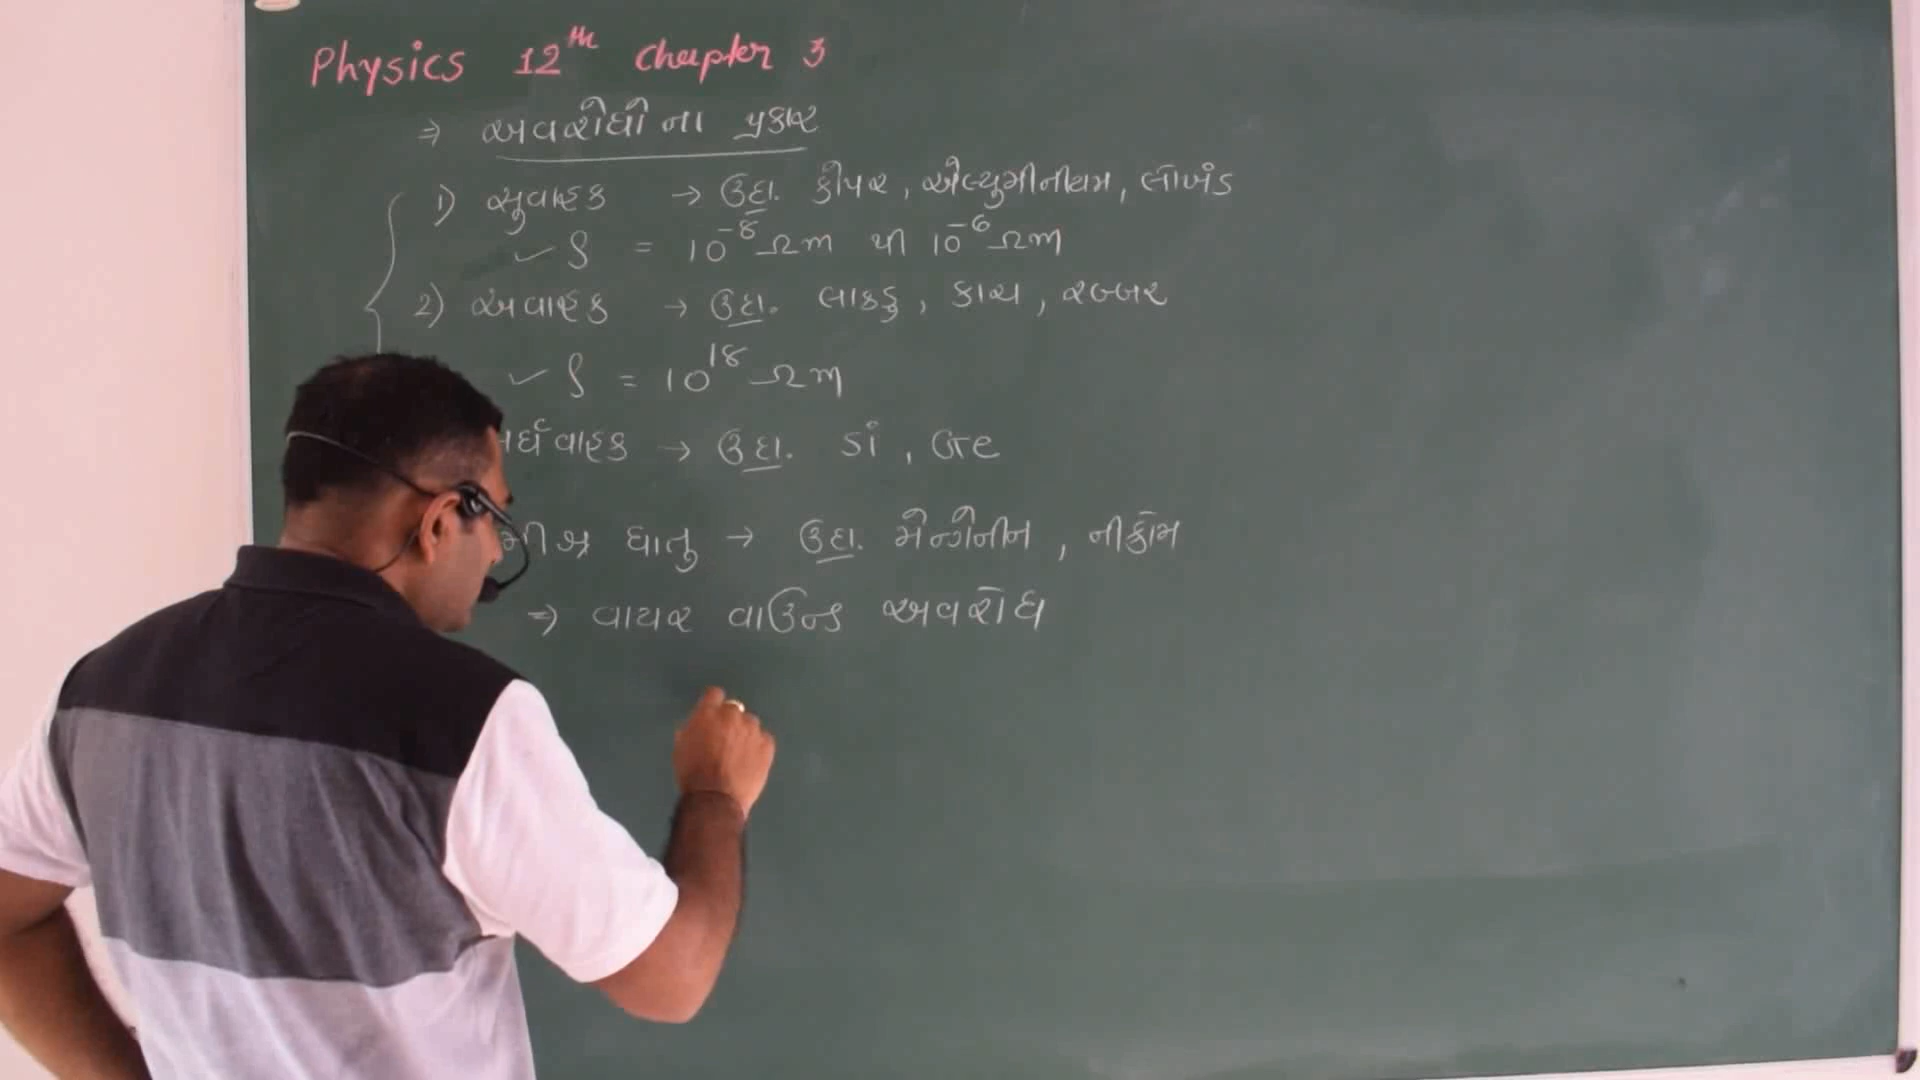 Physics 12th Chapter 3
⇒ અવરોધોના પ્રકાર
1) સુવાહક → ઉદા. કોપર, એલ્યુમીનીયમ, લોખંડ
✓ ρ = 10⁻⁸ Ωm થી 10⁻⁶ Ωm
2) અવાહક → ઉદા. લાકડુ, કાચ, રબ્બર
✓ ρ = 10¹⁸ Ωm
ર્ધવાહક → ઉદા. Si, Ge
મીશ્ર ધાતુ → ઉદા. મેન્ગેનીન, નીક્રોમ
⇒ વાયર વાઉન્ડ અવરોધ